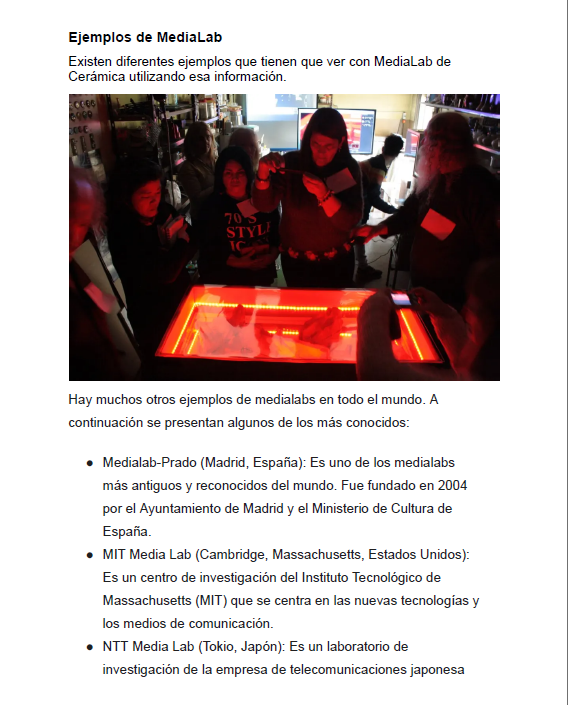 Ejemplos de MediaLab
Existen diferentes ejemplos que tienen que ver con MediaLab de
Cerámica utilizando esa información.
70'S
STYLE
Hay muchos otros ejemplos de medialabs en todo el mundo. A
continuación se presentan algunos de los más conocidos:
● Medialab-Prado (Madrid, España): Es uno de los medialabs
más antiguos y reconocidos del mundo. Fue fundado en 2004
por el Ayuntamiento de Madrid y el Ministerio de Cultura de
España.
● MIT Media Lab (Cambridge, Massachusetts, Estados Unidos):
Es un centro de investigación del Instituto Tecnológico de
Massachusetts (MIT) que se centra en las nuevas tecnologías y
los medios de comunicación.
● NTT Media Lab (Tokio, Japón): Es un laboratorio de
investigación de la empresa de telecomunicaciones japonesa